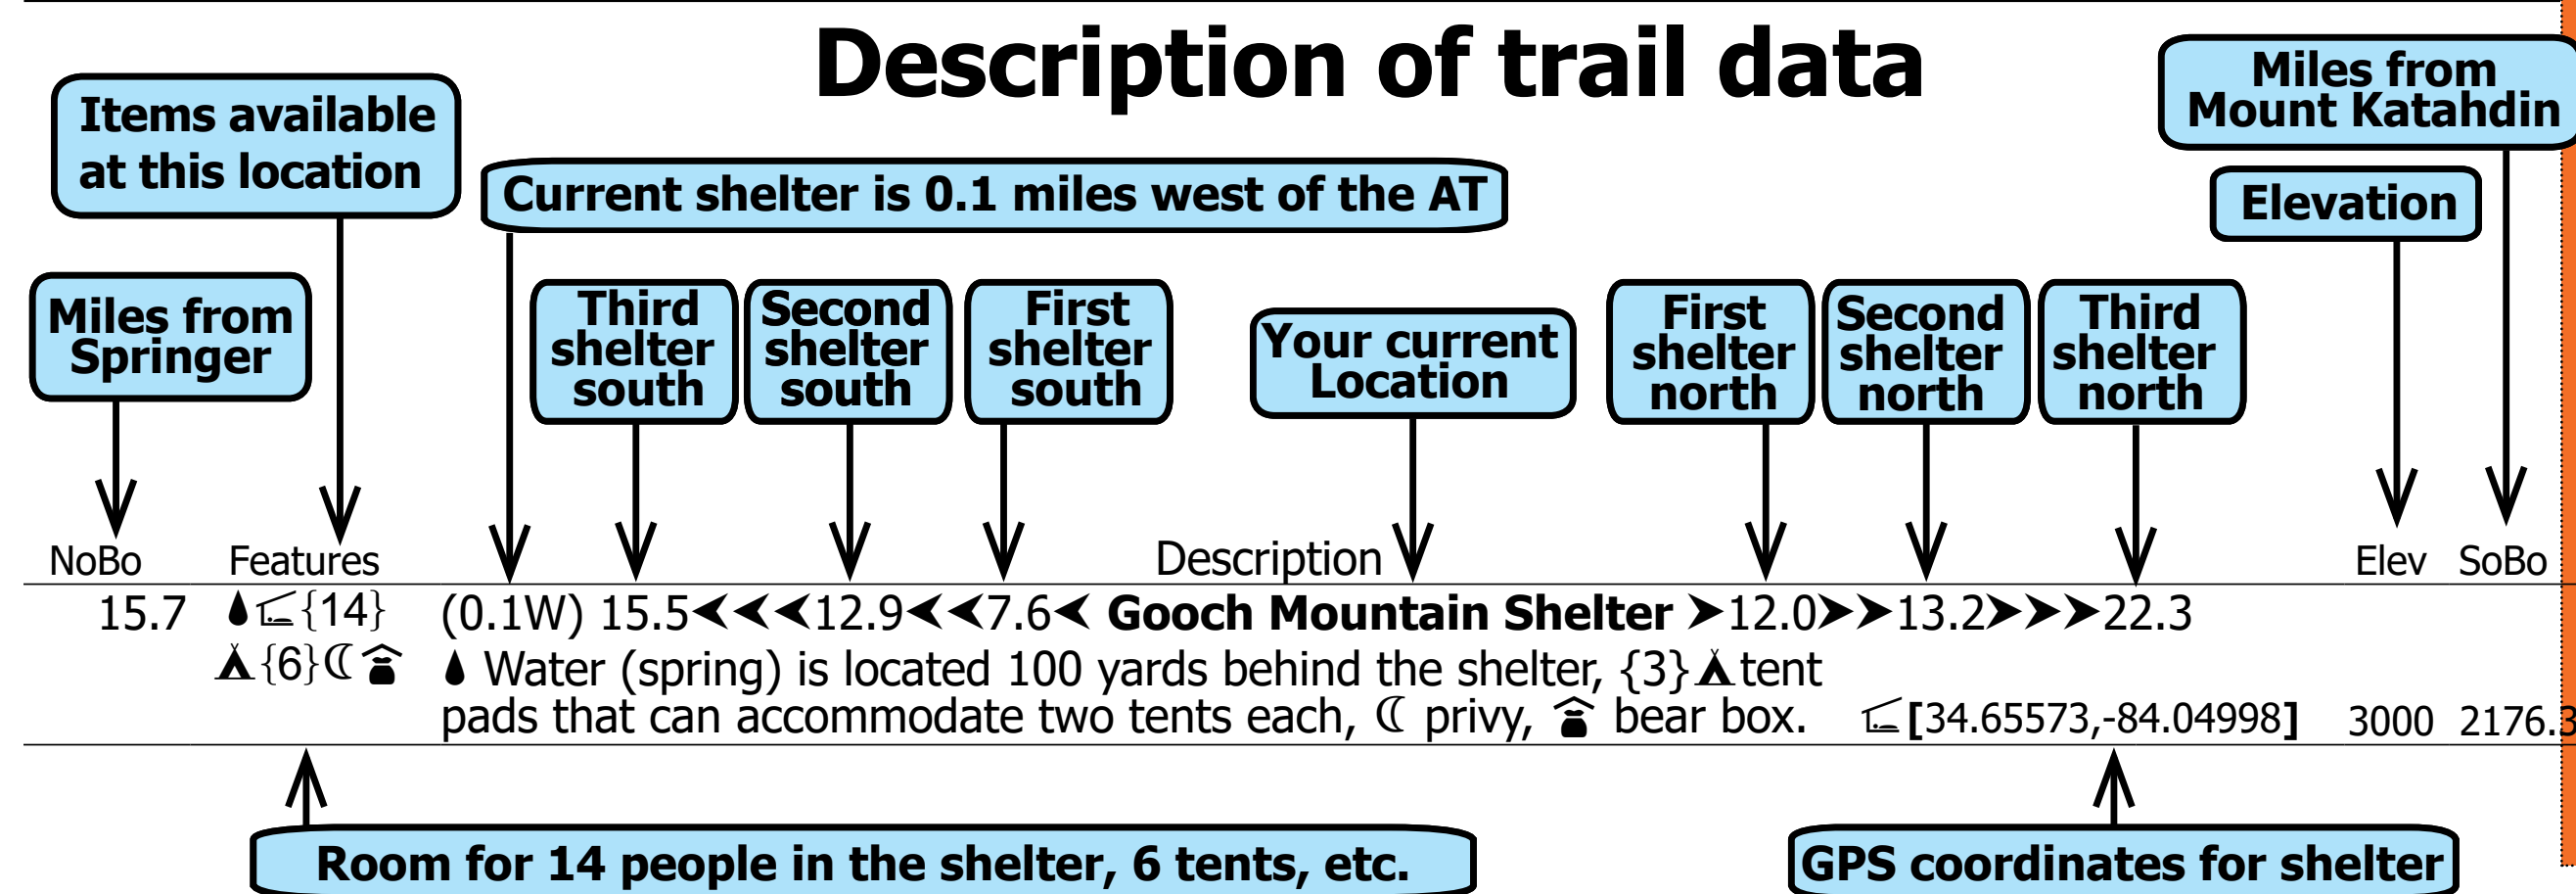 Description of trail data
Items available
at this location
Miles from
Mount Katahdin
Current shelter is 0.1 miles west of the AT
Elevation
Miles from
Springer
Third
shelter
south
Second
shelter
south
First
shelter
south
Your current
Location
First
shelter
north
Second
shelter
north
Third
shelter
north
NoBo Features Description Elev SoBo
15.7 {14} (0.1W) 15.5⮜⮜⮜12.9⮜⮜7.6⮜ Gooch Mountain Shelter ⮞12.0⮞⮞13.2⮞⮞⮞22.3
{6} Water (spring) is located 100 yards behind the shelter, {3} tent
pads that can accommodate two tents each, privy, bear box. [34.65573,-84.04998] 3000 2176.3
Room for 14 people in the shelter, 6 tents, etc.
GPS coordinates for shelter